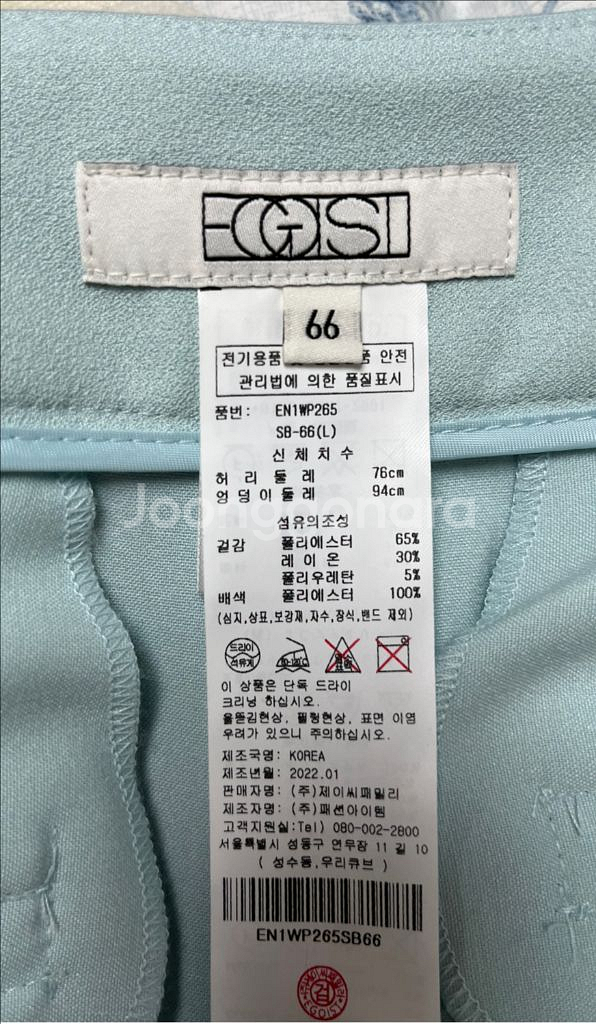 EGOIST
66
전기용품 품 안전
관리법에 의한 품질표시
품번: EN1WP265
SB-66(L)
신 체 치 수
허 리 둘 레 76cm
엉 덩 이 둘 레 94cm
Joonggonara
섬유의조성
겉감 폴리에스터 65%
레 이 온 30%
폴리우레탄 5%
배색 폴리에스터 100%
(심지,상표,보강재,자수,장식,밴드 제외)
드라이
석유계
이 상품은 단독 드라이
크리닝 하십시오.
올뜯김현상, 필링현상, 표면 이염
우려가 있으니 주의하십시오.
제조국명: KOREA
제조년월: 2022.01
판매자명: (주)제이씨패밀리
제조자명: (주)패션아이템
고객지원실:Tel) 080-002-2800
서울특별시 성동구 연무장 11 길 10
( 성수동,우리큐브 )
EN1WP265SB66
검
EGOIST